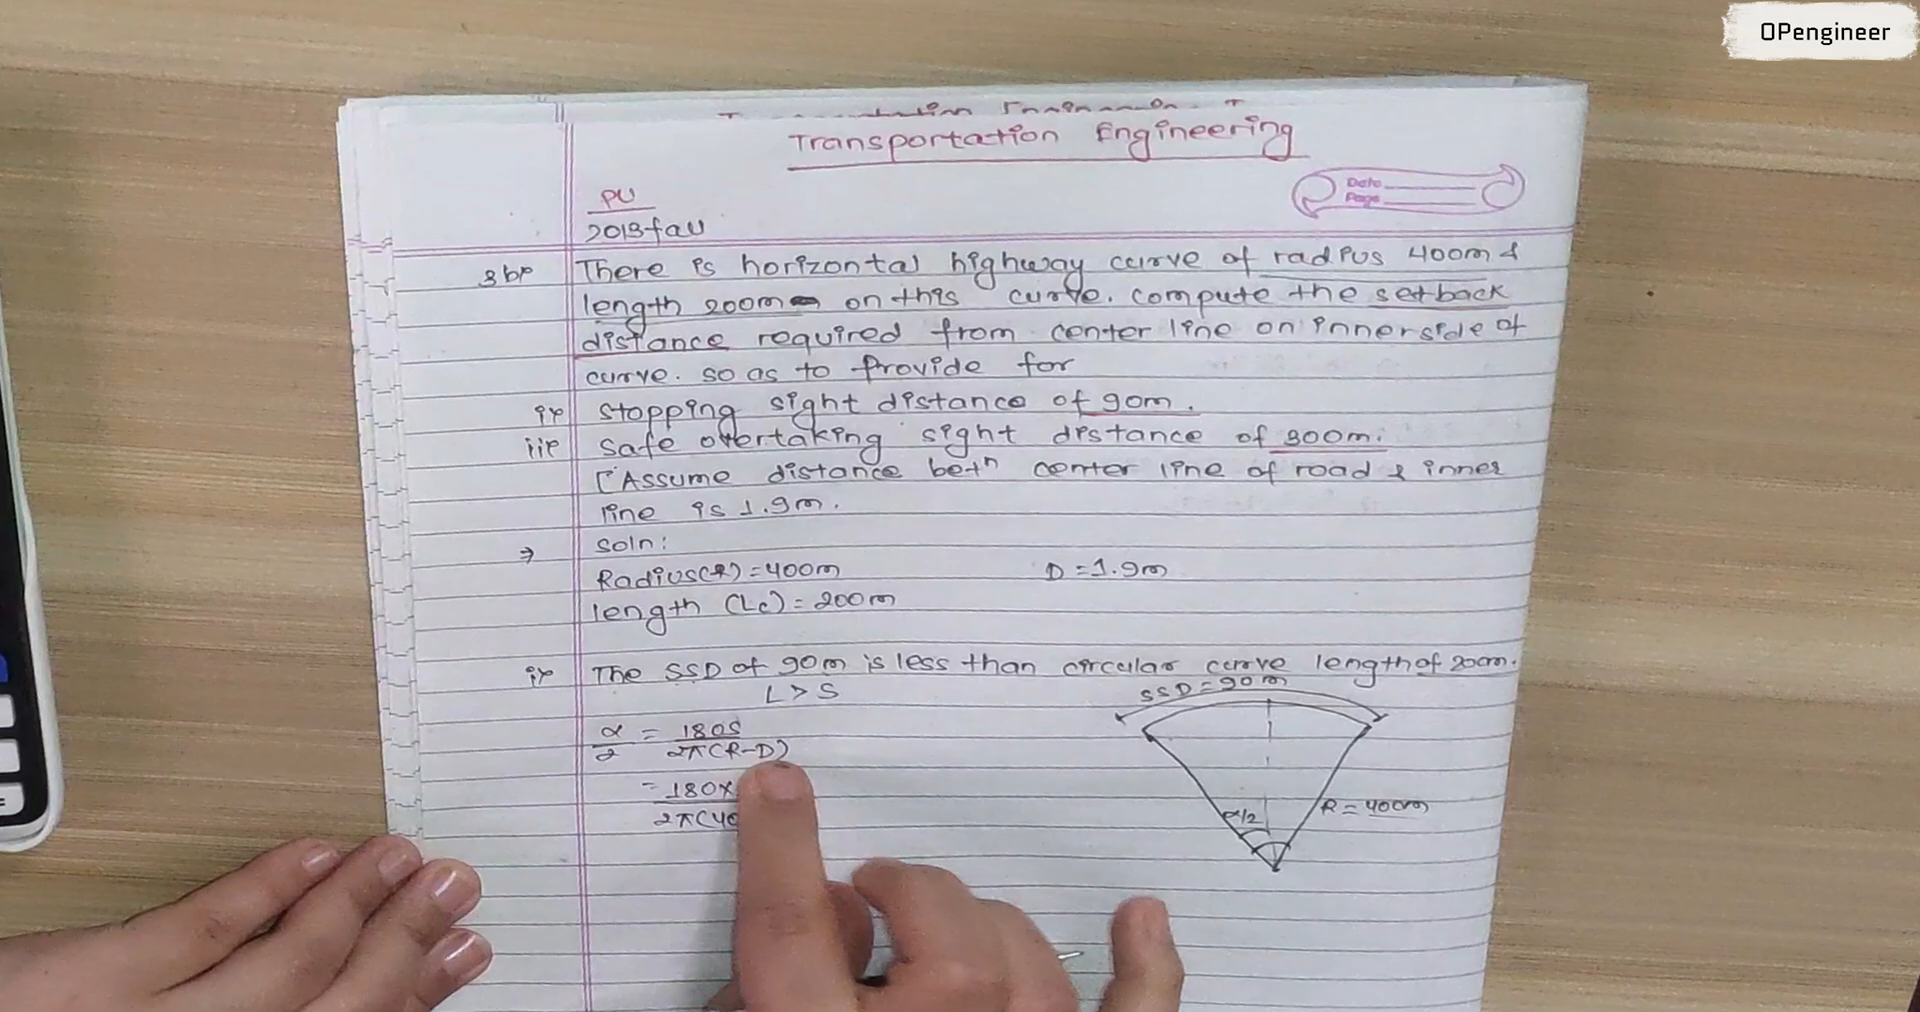 OPengineer
Transportation Engineering
Date
Page
PU
2013 fall
3 b)
There is horizontal highway curve of radius 400m &
length 200m on this curve. compute the setback
distance required from center line on inner side of
curve. so as to provide for
i) stopping sight distance of 90m.
ii) safe overtaking sight distance of 300m.
[Assume distance betn center line of road & inner
line is 1.9m.
⇒ Soln:
Radius(R) = 400m D = 1.9m
length (Lc) = 200m
i) The SSD of 90m is less than circular curve length of 200m.
L > S
SSD = 90m
α/2 = 180S / 2π(R-D)
= 180×
2π(40
α/2
R = 400m